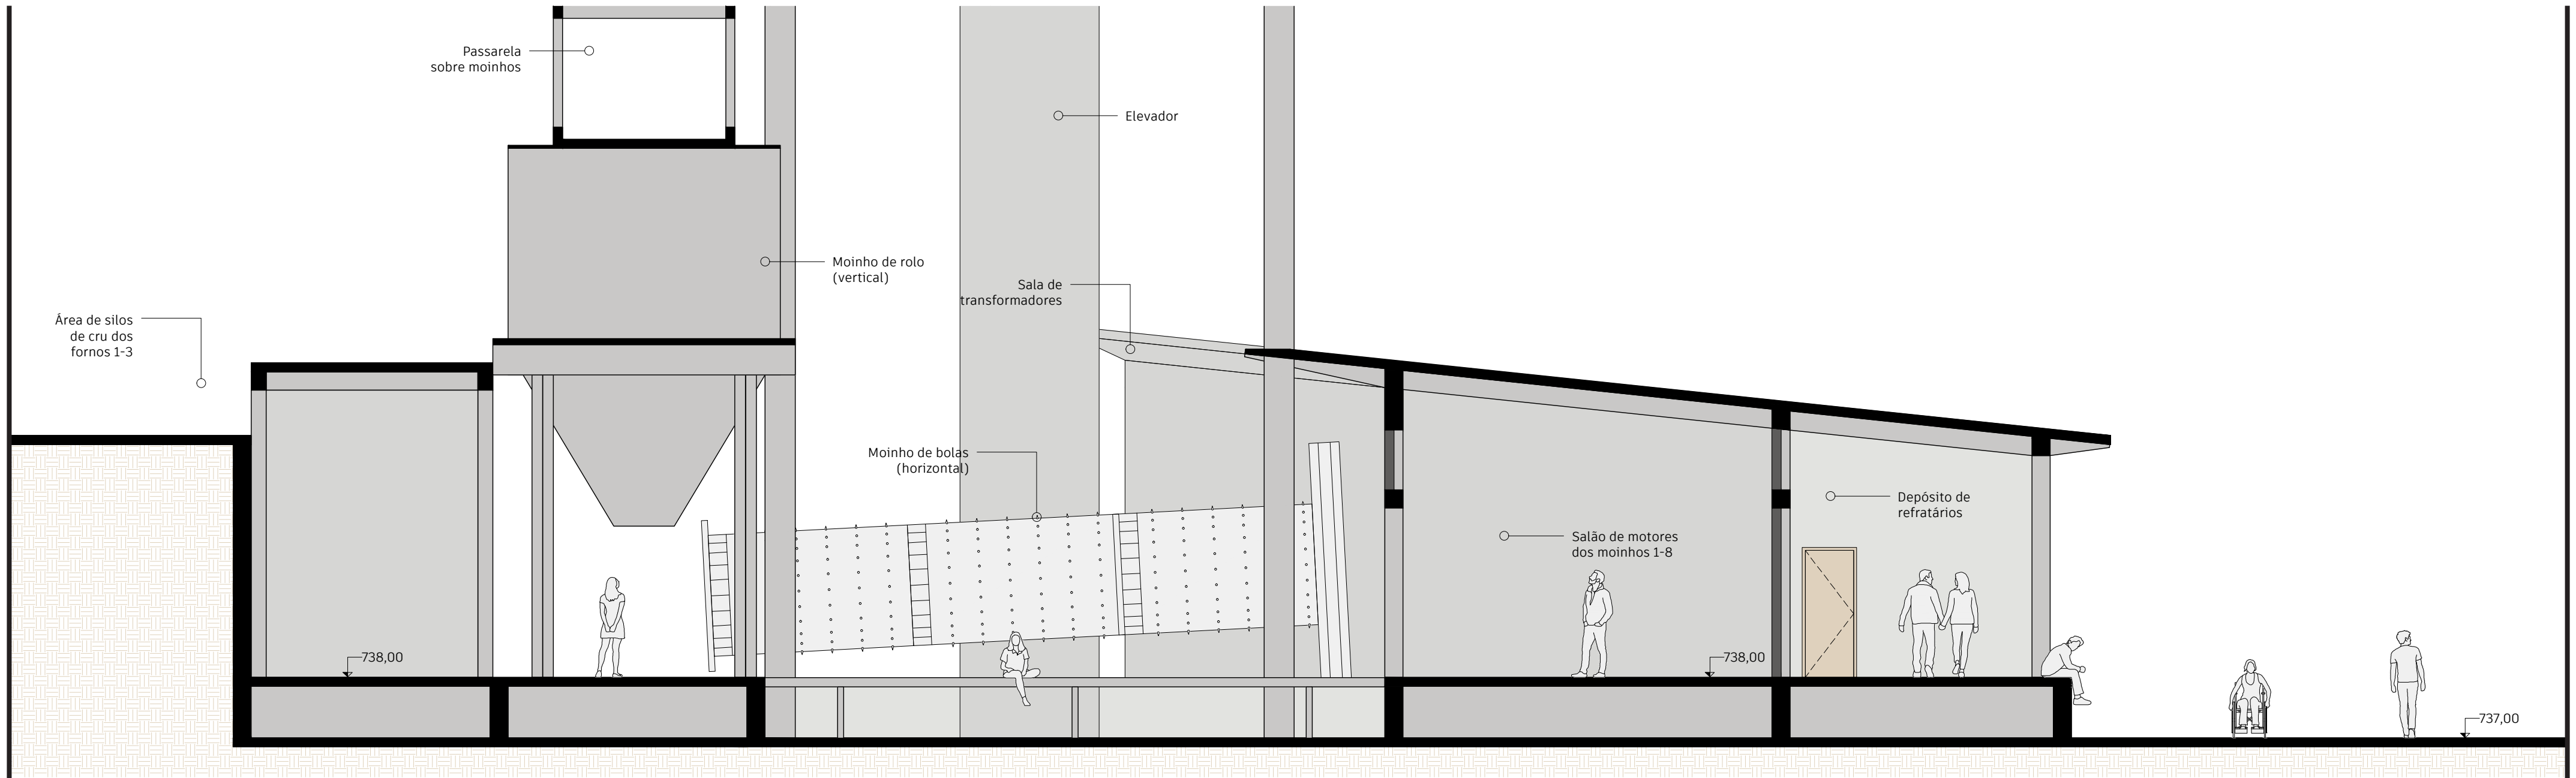 Passarela
sobre moinhos
Elevador
Moinho de rolo
(vertical)
Sala de
transformadores
Área de silos
de cru dos
fornos 1-3
Moinho de bolas
(horizontal)
Depósito de
refratários
Salão de motores
dos moinhos 1-8
738,00
738,00
737,00